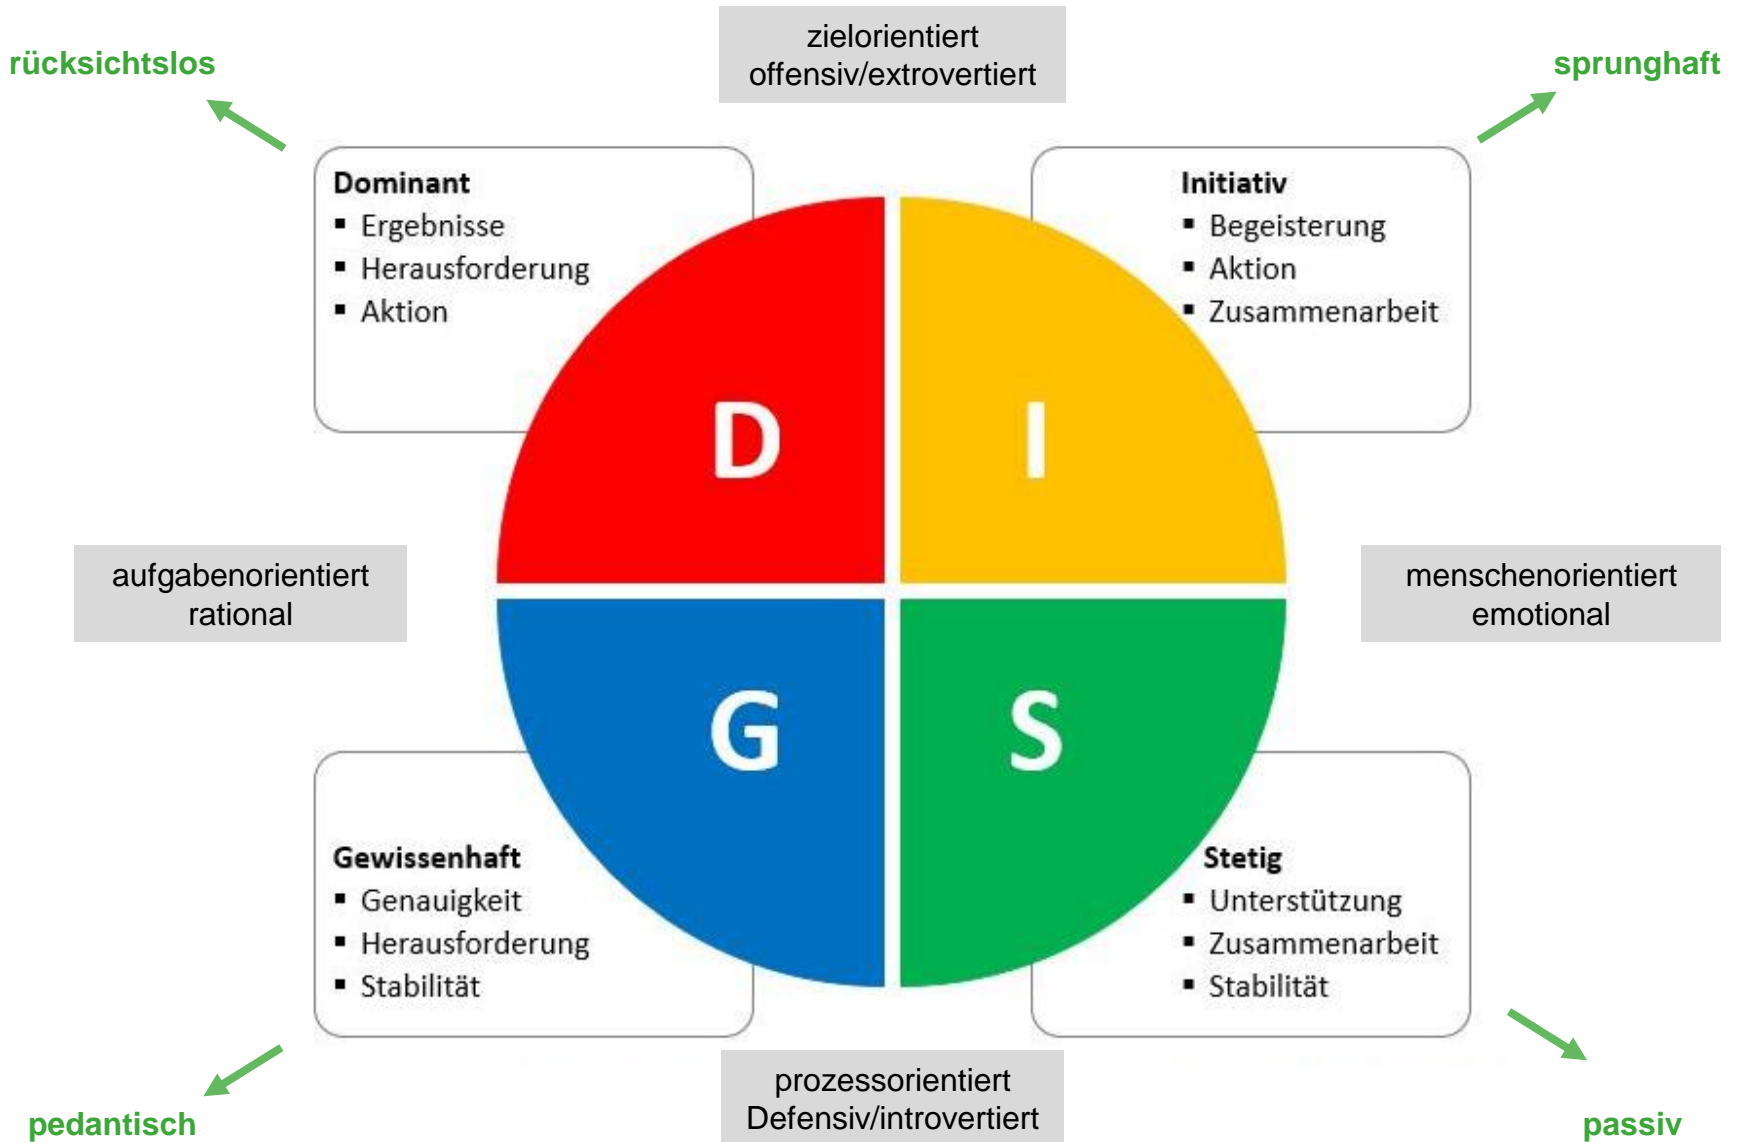 zielorientiert
offensiv/extrovertiert
rücksichtslos
sprunghaft
Dominant
▪ Ergebnisse
▪ Herausforderung
▪ Aktion
Initiativ
▪ Begeisterung
▪ Aktion
▪ Zusammenarbeit
D
I
aufgabenorientiert
rational
menschenorientiert
emotional
G
S
Gewissenhaft
▪ Genauigkeit
▪ Herausforderung
▪ Stabilität
Stetig
▪ Unterstützung
▪ Zusammenarbeit
▪ Stabilität
prozessorientiert
Defensiv/introvertiert
pedantisch
passiv